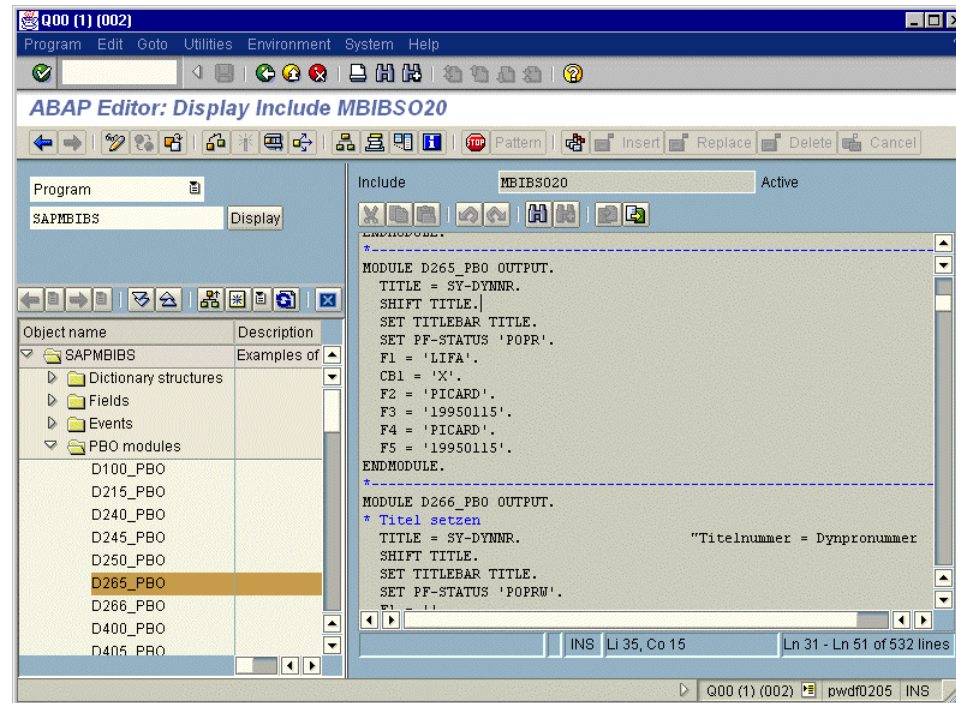 Q00 (1) (002)
Program Edit Goto Utilities Environment System Help
ABAP Editor: Display Include MBIBSO20
Pattern Insert Replace Delete Cancel
Program
SAPMBIBS Display
Object name Description
SAPMBIBS Examples of
Dictionary structures
Fields
Events
PBO modules
D100_PBO
D215_PBO
D240_PBO
D245_PBO
D250_PBO
D265_PBO
D266_PBO
D400_PBO
D405_PBO
Include MBIBSO20 Active
ENDMODULE.
*
MODULE D265_PBO OUTPUT.
TITLE = SY-DYNNR.
SHIFT TITLE.
SET TITLEBAR TITLE.
SET PF-STATUS 'POPR'.
F1 = 'LIFA'.
CB1 = 'X'.
F2 = 'PICARD'.
F3 = '19950115'.
F4 = 'PICARD'.
F5 = '19950115'.
ENDMODULE.
*
MODULE D266_PBO OUTPUT.
* Titel setzen
TITLE = SY-DYNNR. "Titelnummer = Dynpronummer
SHIFT TITLE.
SET TITLEBAR TITLE.
SET PF-STATUS 'POPRW'.
F1 = ' '
INS Li 35, Co 15 Ln 31 - Ln 51 of 532 lines
Q00 (1) (002) pwdf0205 INS